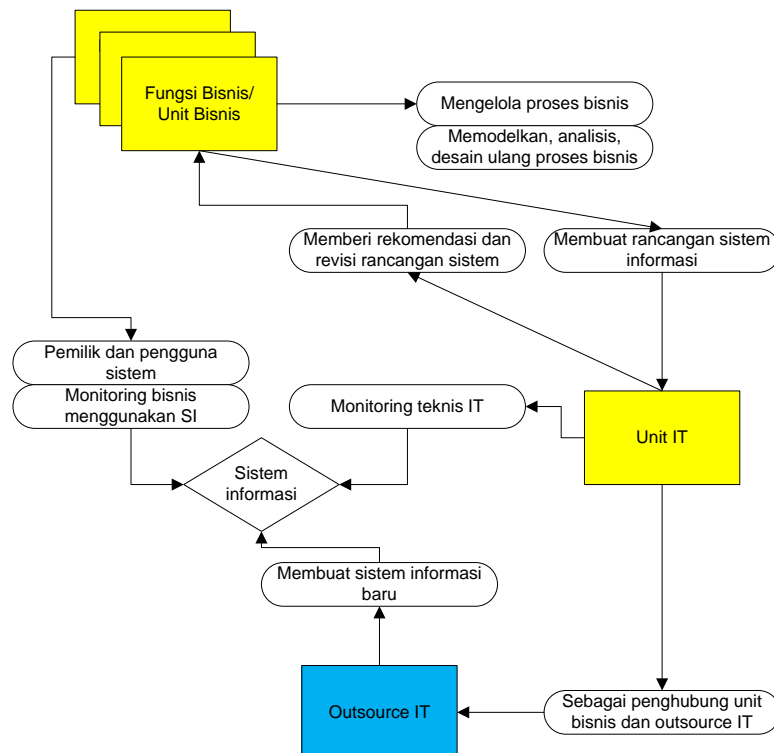 Fungsi Bisnis/
Unit Bisnis
Mengelola proses bisnis
Memodelkan, analisis,
desain ulang proses bisnis
Memberi rekomendasi dan
revisi rancangan sistem
Membuat rancangan sistem
informasi
Pemilik dan pengguna
sistem
Monitoring bisnis
menggunakan SI
Monitoring teknis IT
Unit IT
Sistem
informasi
Membuat sistem informasi
baru
Outsource IT
Sebagai penghubung unit
bisnis dan outsource IT